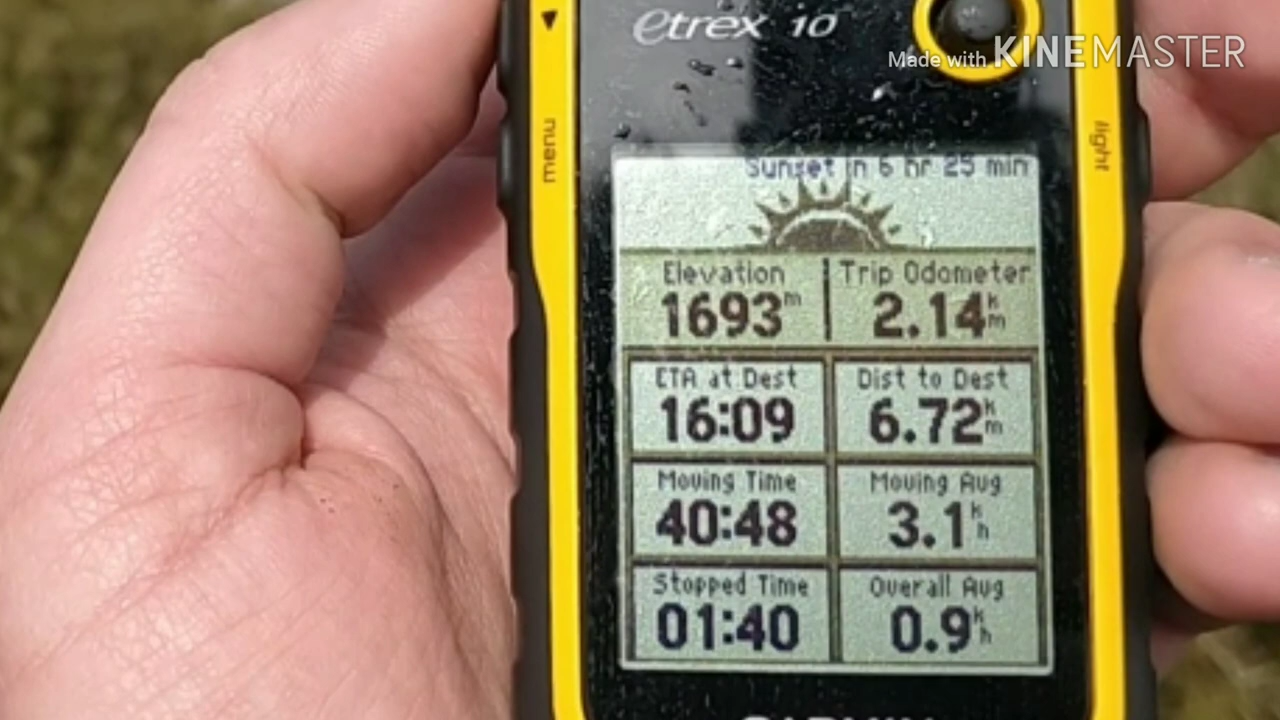 etrex 10
Made with KINEMASTER
menu
light
Sunset in 6 hr 25 min
Elevation
1693m
Trip Odometer
2.14km
ETA at Dest
16:09
Dist to Dest
6.72km
Moving Time
40:48
Moving Avg
3.1kh
Stopped Time
01:40
Overall Avg
0.9kh
GARMIN